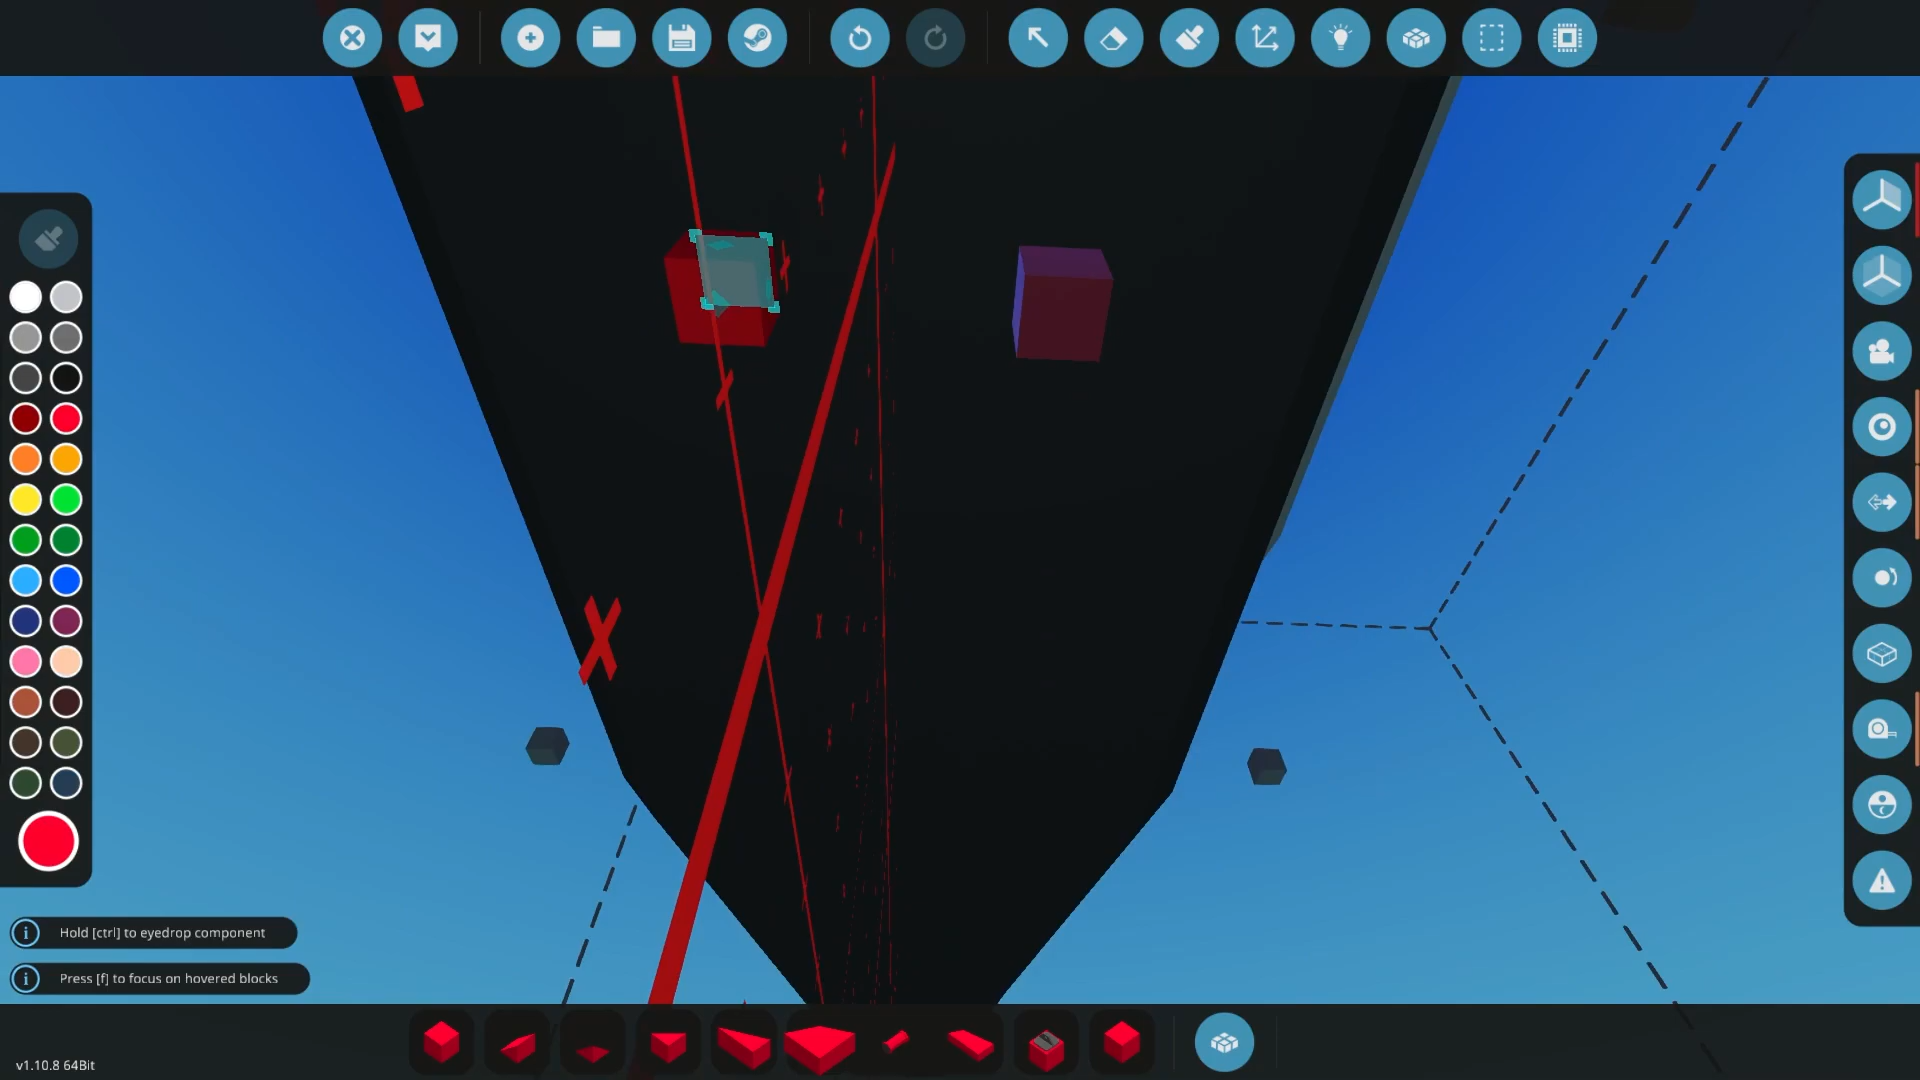 Hold [ctrl] to eyedrop component
Press [f] to focus on hovered blocks
v1.10.8 64Bit